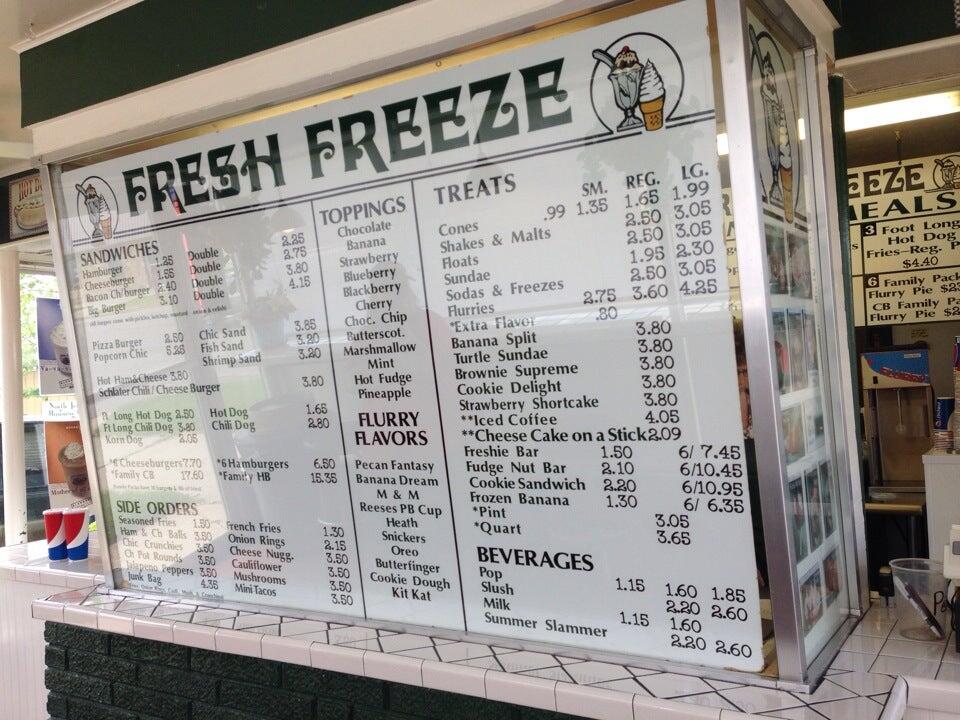 FRESH FREEZE
SANDWICHES
Hamburger 1.25 Double 2.25
Cheeseburger 1.55 Double 2.75
Bacon Ch/burger 2.40 Double 3.80
Big Burger 3.10 Double 4.15
Pizza Burger 2.50 Chic Sand 3.85
Popcorn Chic 5.25 Fish Sand 3.20
Shrimp Sand 3.20
Hot Ham&Cheese 3.80
Schlater Chili / Cheese Burger 3.80
Ft Long Hot Dog 2.50 Hot Dog 1.65
Ft Long Chili Dog 3.80 Chili Dog 2.80
Korn Dog 2.05
*6 Cheeseburgers 7.70 *6 Hamburgers 6.50
*Family CB 17.60 *Family HB 15.35
SIDE ORDERS
Seasoned Fries 1.50 French Fries 1.30
Ham & Ch Balls 3.50 Onion Rings 2.15
Chic Crunchies 3.50 Cheese Nugg. 3.50
Ch Pot Rounds 3.50 Cauliflower 3.50
Jalapeno Peppers 3.50 Mushrooms 3.50
Junk Bag 4.35 Mini Tacos 3.50
TOPPINGS
Chocolate
Banana
Strawberry
Blueberry
Blackberry
Cherry
Choc. Chip
Butterscot.
Marshmallow
Mint
Hot Fudge
Pineapple
FLURRY
FLAVORS
Pecan Fantasy
Banana Dream
M & M
Reeses PB Cup
Heath
Snickers
Oreo
Butterfinger
Cookie Dough
Kit Kat
TREATS SM. REG. LG.
Cones .99 1.35 1.65 1.99
Shakes & Malts 2.50 3.05
Floats 2.50 3.05
Sundae 1.95 2.30
Sodas & Freezes 2.50 3.05
Flurries 2.75 3.60 4.25
*Extra Flavor .80
Banana Split 3.80
Turtle Sundae 3.80
Brownie Supreme 3.80
Cookie Delight 3.80
Strawberry Shortcake 3.80
**Iced Coffee 4.05
**Cheese Cake on a Stick 2.09
Freshie Bar 1.50 6/ 7.45
Fudge Nut Bar 2.10 6/10.45
Cookie Sandwich 2.20 6/10.95
Frozen Banana 1.30 6/ 6.35
*Pint 3.05
*Quart 3.65
BEVERAGES
Pop 1.15 1.60 1.85
Slush 2.20 2.60
Milk 1.15 1.60
Summer Slammer 2.20 2.60
EEZE
MEALS
3 Foot Long
Hot Dog
Fries-Reg. P
$4.40
6 Family Pack
Flurry Pie
CB Family Pa
Flurry Pie